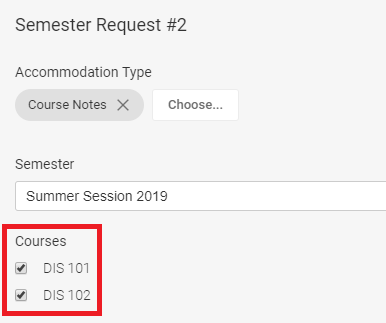 Semester Request #2
Accommodation Type
Course Notes Choose...
Semester
Summer Session 2019
Courses
DIS 101
DIS 102